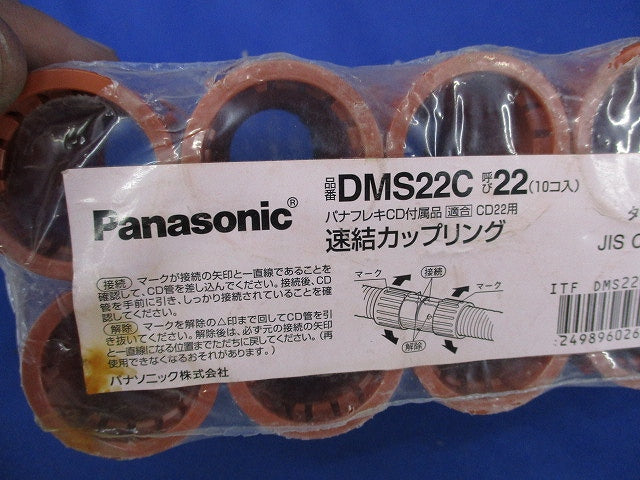 Panasonic®
品番 DMS22C 呼び 22 (10コ入)
パナフレキCD付属品 適合 CD22用
速結カップリング
タ
JIS C
接続 マークが接続の矢印と一直線であることを
確認して、CD管を差し込んでください。接続後、CD
管を手前に引き、しっかり接続されていることを確
認してください。
解除 マークを解除の△印まで回してCD管を引
き抜いてください。解除後は、必ず元の接続の矢印
と一直線になる位置までただちに戻してください。(再
使用できなくなるおそれがあります。)
パナソニック株式会社
マーク
接続
マーク
解除
ITF DMS22
249896026